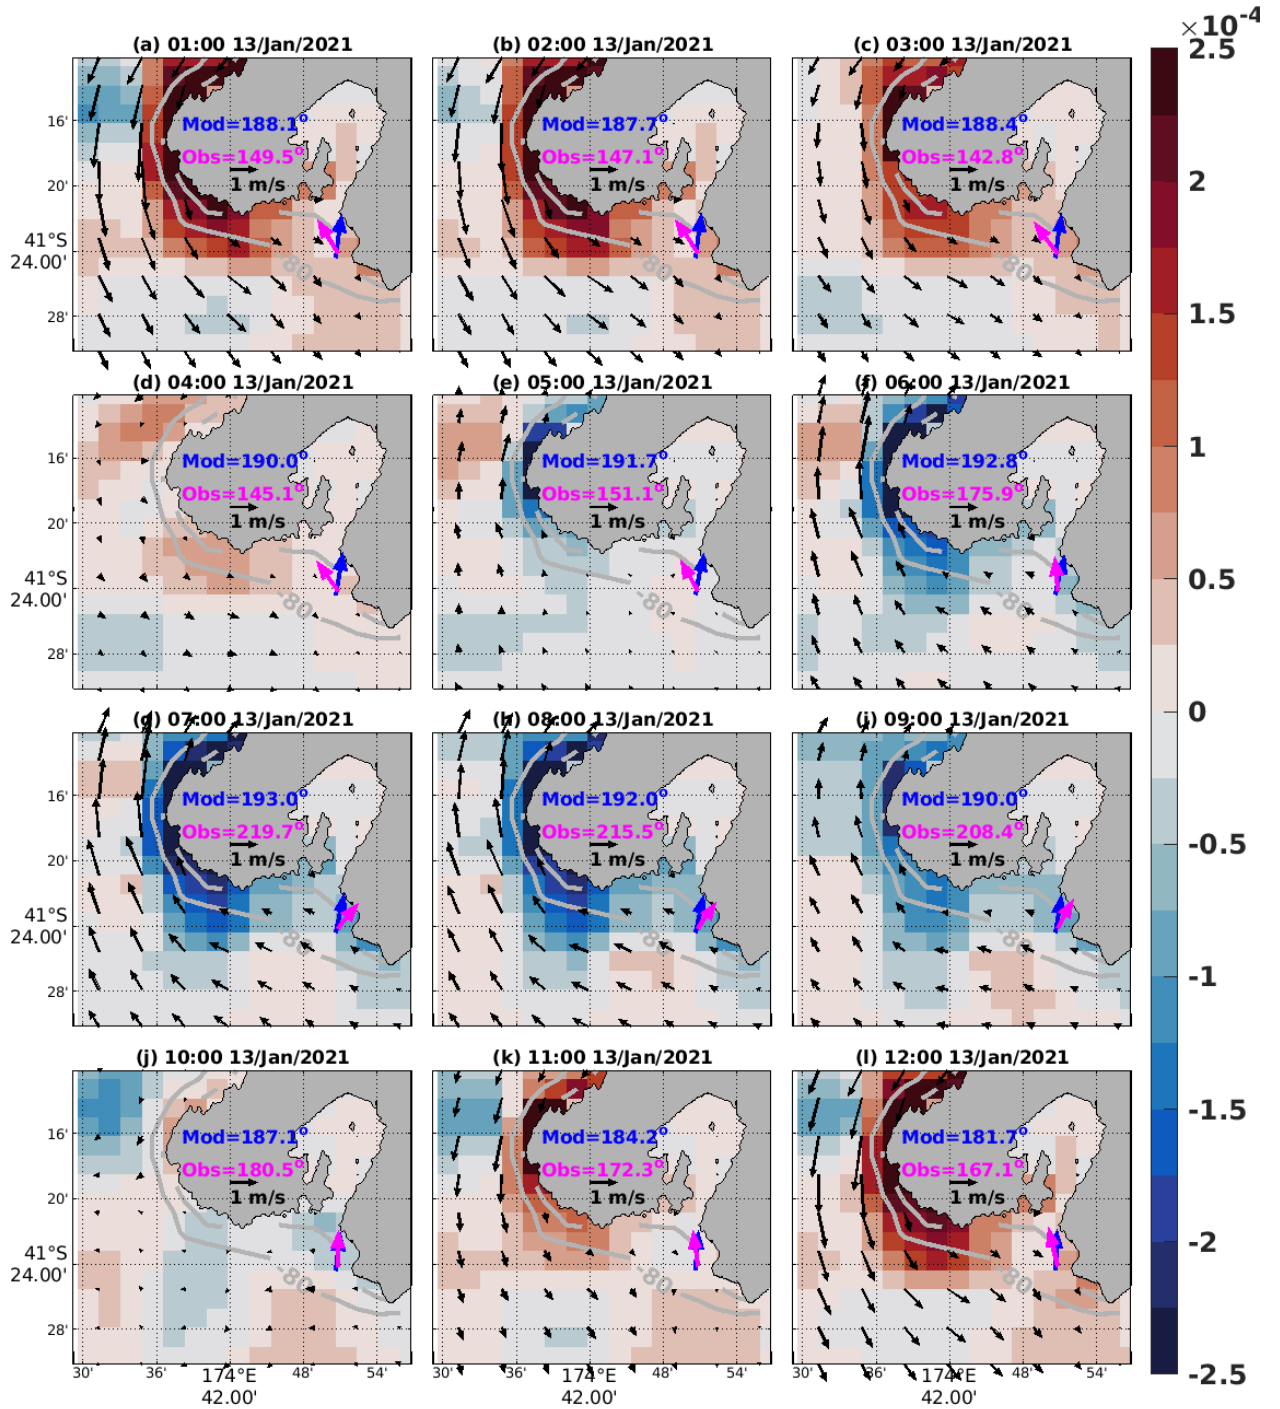 ×10-4
(a) 01:00 13/Jan/2021
(b) 02:00 13/Jan/2021
(c) 03:00 13/Jan/2021
16'
20'
41°S
24.00'
28'
Mod=188.1°
Obs=149.5°
1 m/s
-80
Mod=187.7°
Obs=147.1°
1 m/s
-80
Mod=188.4°
Obs=142.8°
1 m/s
-80
(d) 04:00 13/Jan/2021
(e) 05:00 13/Jan/2021
(f) 06:00 13/Jan/2021
16'
20'
41°S
24.00'
28'
Mod=190.0°
Obs=145.1°
1 m/s
-80
Mod=191.7°
Obs=151.1°
1 m/s
-80
Mod=192.8°
Obs=175.9°
1 m/s
-80
(g) 07:00 13/Jan/2021
(h) 08:00 13/Jan/2021
(i) 09:00 13/Jan/2021
16'
20'
41°S
24.00'
28'
Mod=193.0°
Obs=219.7°
1 m/s
-80
Mod=192.0°
Obs=215.5°
1 m/s
-80
Mod=190.0°
Obs=208.4°
1 m/s
-80
(j) 10:00 13/Jan/2021
(k) 11:00 13/Jan/2021
(l) 12:00 13/Jan/2021
16'
20'
41°S
24.00'
28'
Mod=187.1°
Obs=180.5°
1 m/s
-80
Mod=184.2°
Obs=172.3°
1 m/s
-80
Mod=181.7°
Obs=167.1°
1 m/s
-80
30' 36' 174°E 48' 54'
42.00'
36' 174°E 48' 54'
42.00'
30' 36' 174°E 48' 54'
42.00'
2.5
2
1.5
1
0.5
0
-0.5
-1
-1.5
-2
-2.5